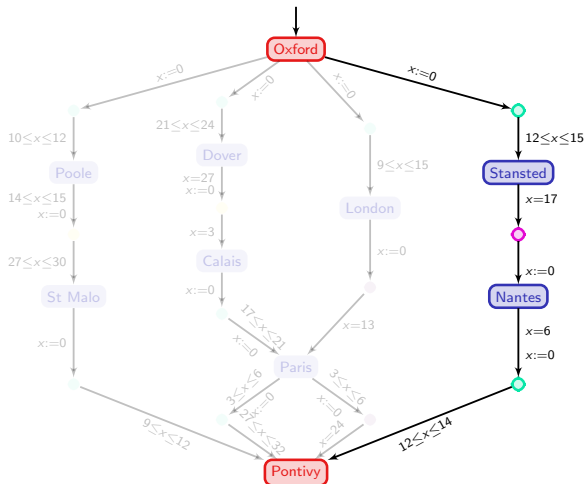 Oxford
x:=0
x:=0
x:=0
x:=0
10≤x≤12
21≤x≤24
9≤x≤15
12≤x≤15
Poole
Dover
London
Stansted
14≤x≤15
x:=0
x=27
x:=0
x=17
27≤x≤30
x=3
x:=0
x:=0
St Malo
Calais
Nantes
x:=0
x:=0
17≤x≤21
x:=0
x=13
x=6
x:=0
Paris
3≤x≤6
x:=0
3≤x≤6
x:=0
9≤x≤12
27≤x≤32
x=24
12≤x≤14
Pontivy